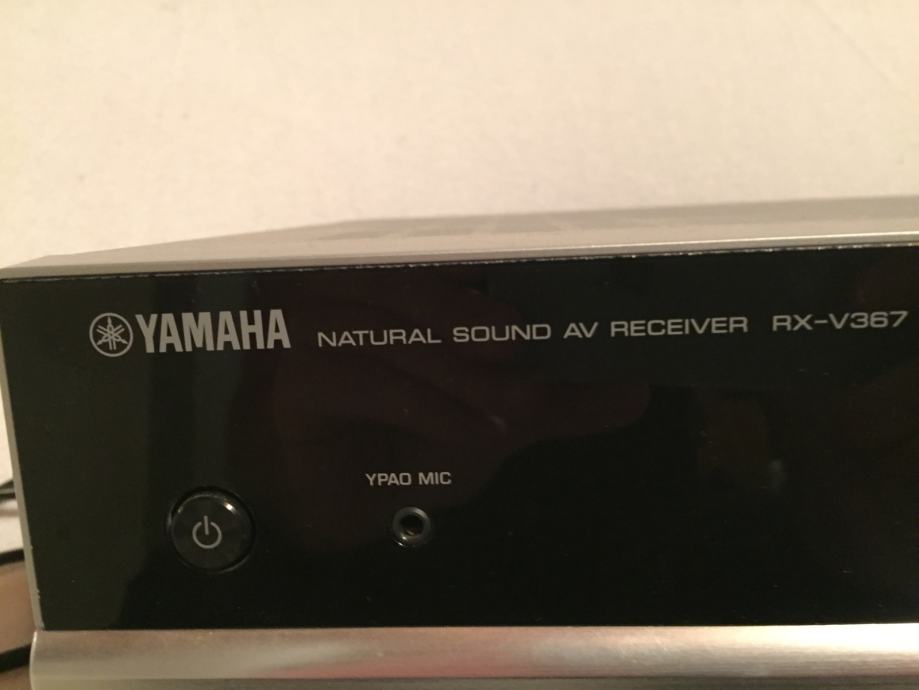 YAMAHA NATURAL SOUND AV RECEIVER RX-V367
YPAO MIC